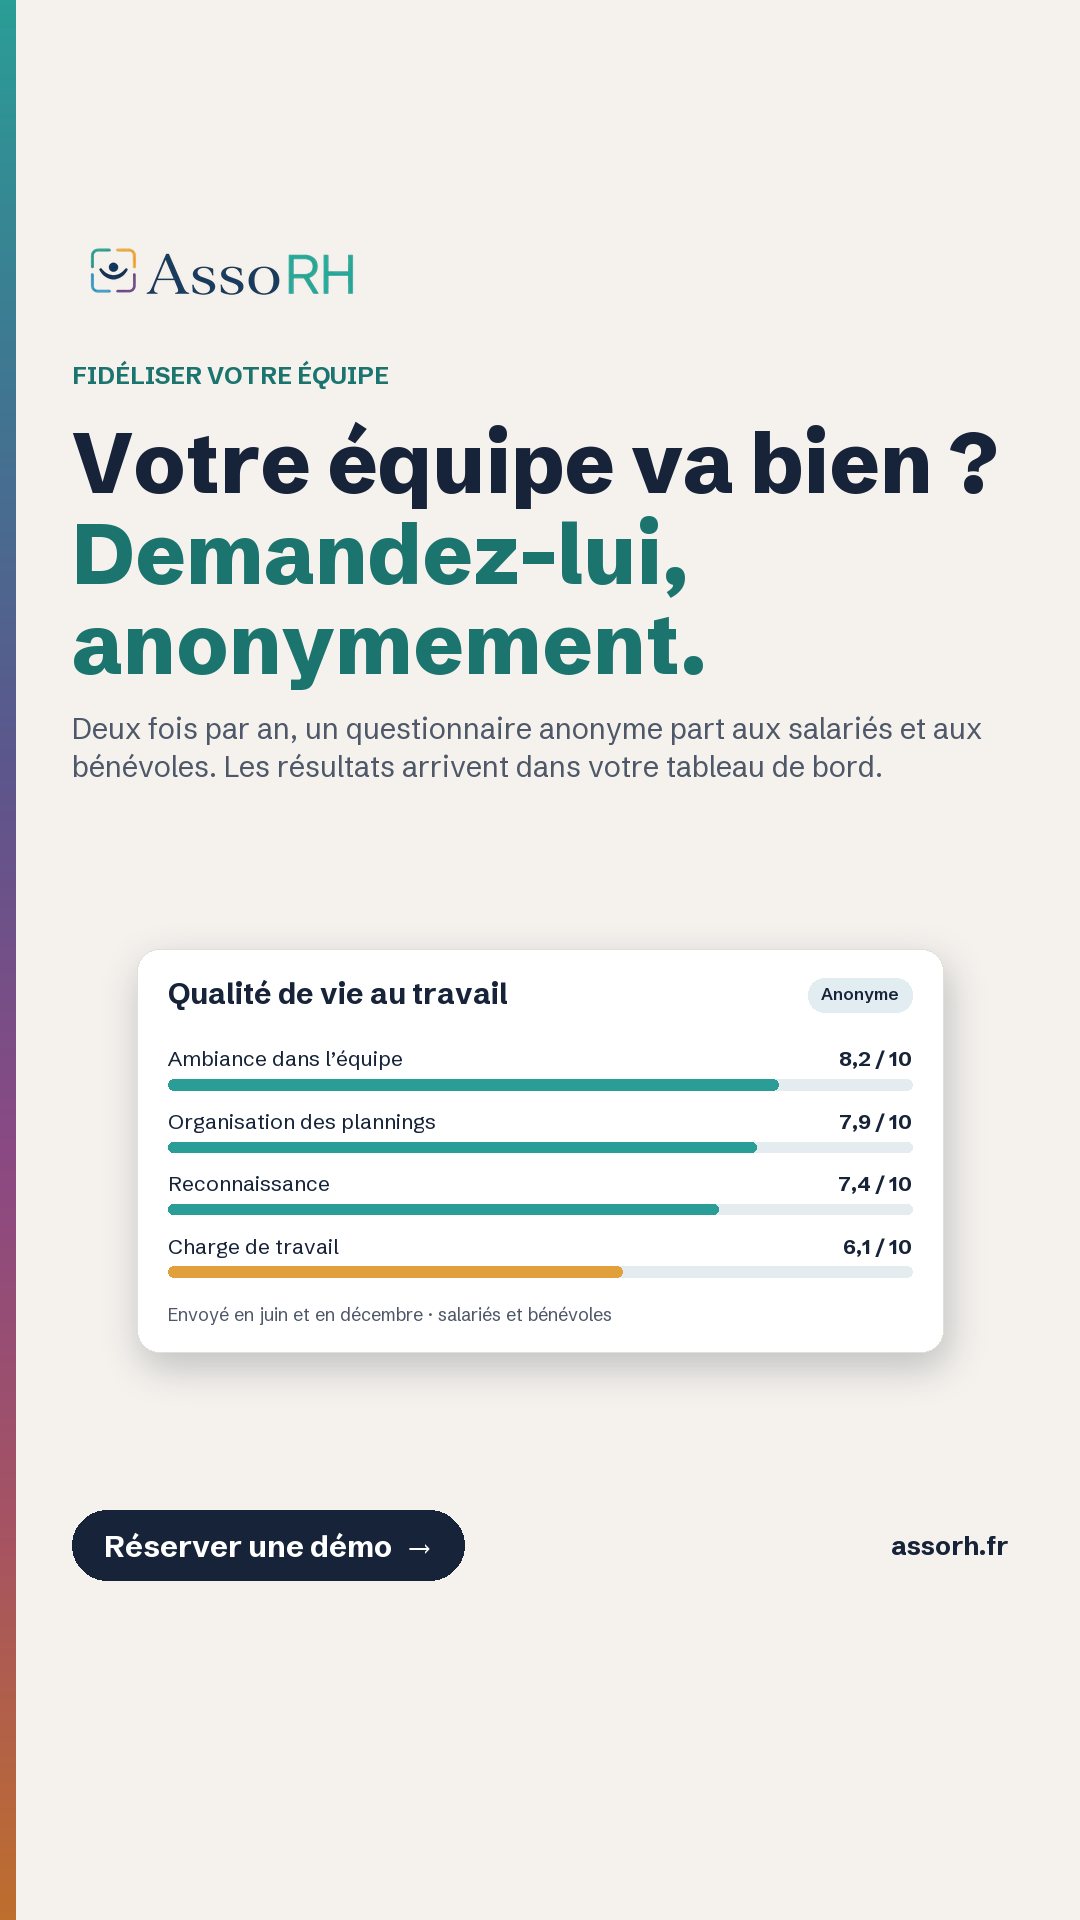 AssoRH
FIDÉLISER VOTRE ÉQUIPE
Votre équipe va bien ?
Demandez-lui,
anonymement.
Deux fois par an, un questionnaire anonyme part aux salariés et aux
bénévoles. Les résultats arrivent dans votre tableau de bord.
Qualité de vie au travail
Anonyme
Ambiance dans l’équipe 8,2 / 10
Organisation des plannings 7,9 / 10
Reconnaissance 7,4 / 10
Charge de travail 6,1 / 10
Envoyé en juin et en décembre · salariés et bénévoles
Réserver une démo →
assorh.fr